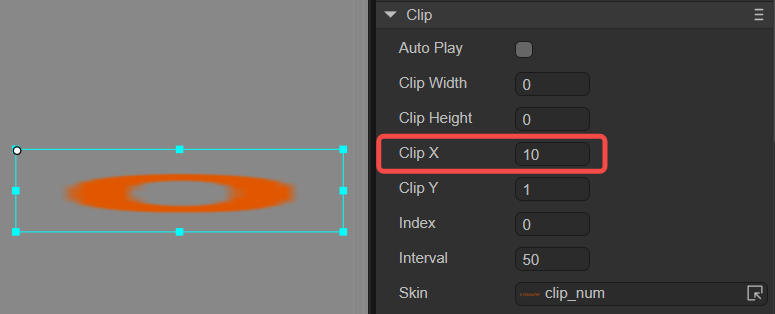 Clip
Auto Play
Clip Width 0
Clip Height 0
Clip X 10
Clip Y 1
Index 0
Interval 50
Skin clip_num